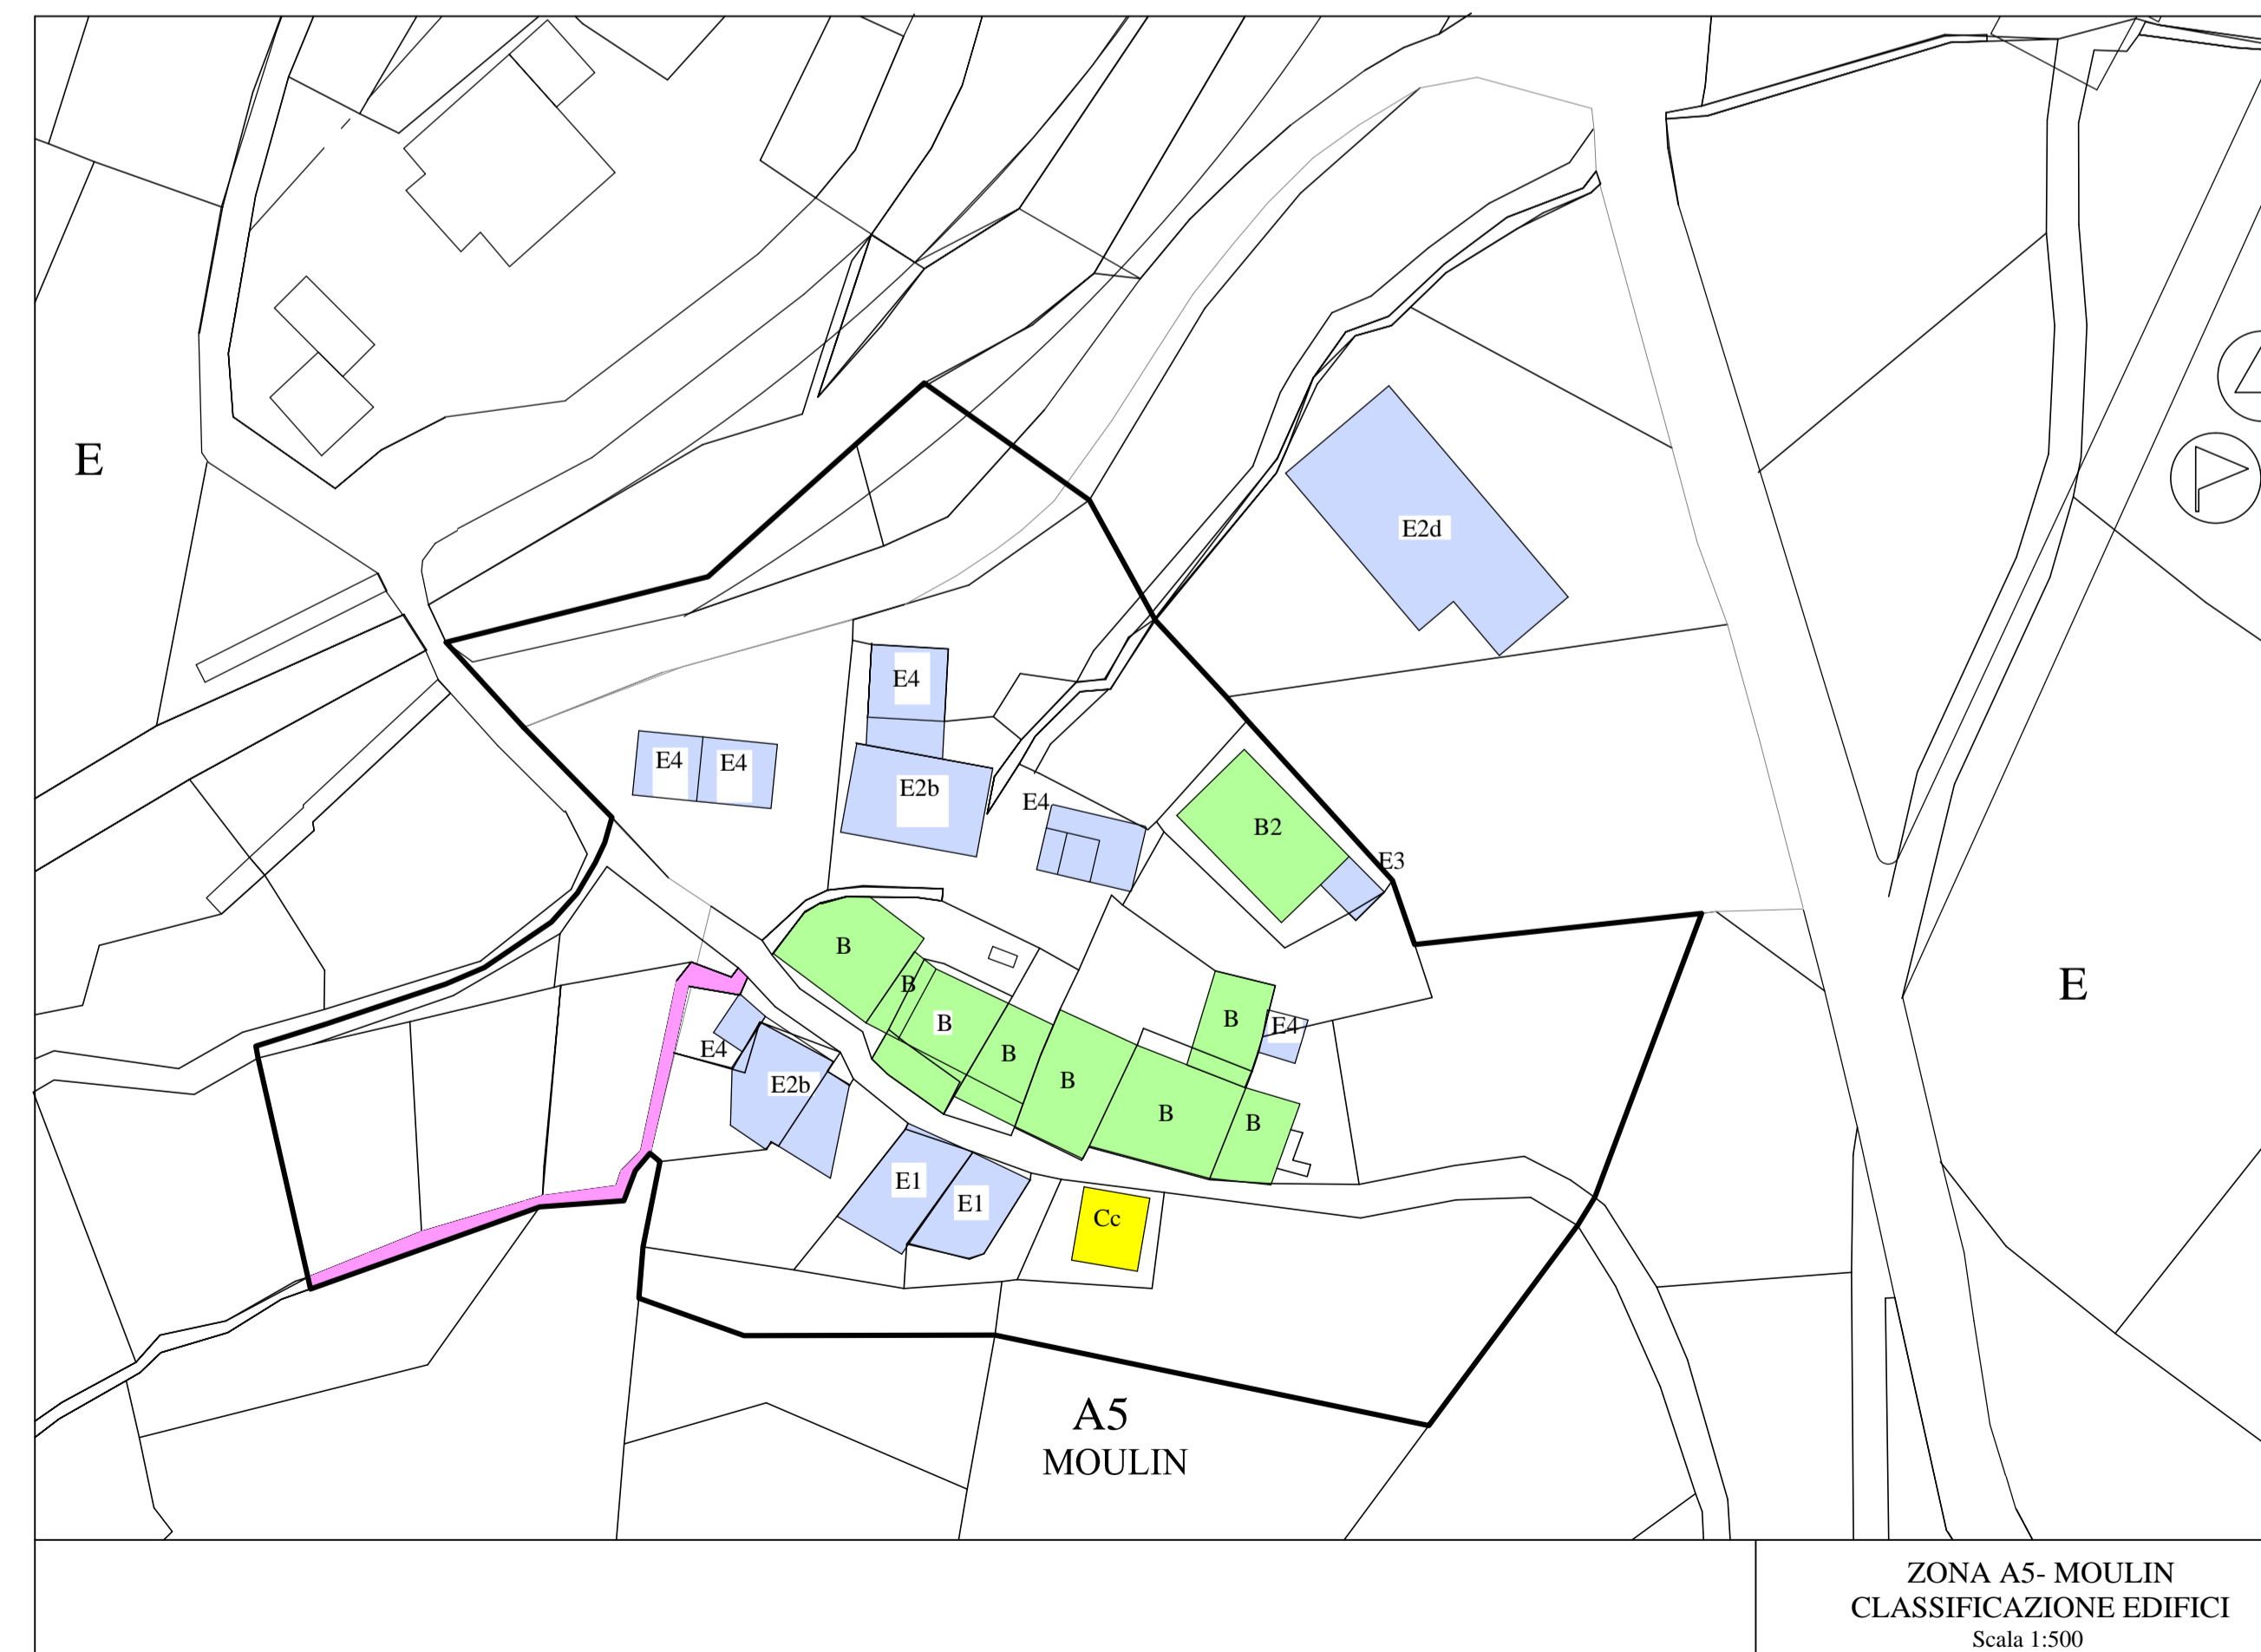 E
E2d
E4
E4
E4
E2b
E4
B2
E3
B
B
B
B
B
B
B
B
E4
E
E4
E2b
E1
E1
Cc
A5
MOULIN
ZONA A5- MOULIN
CLASSIFICAZIONE EDIFICI
Scala 1:500